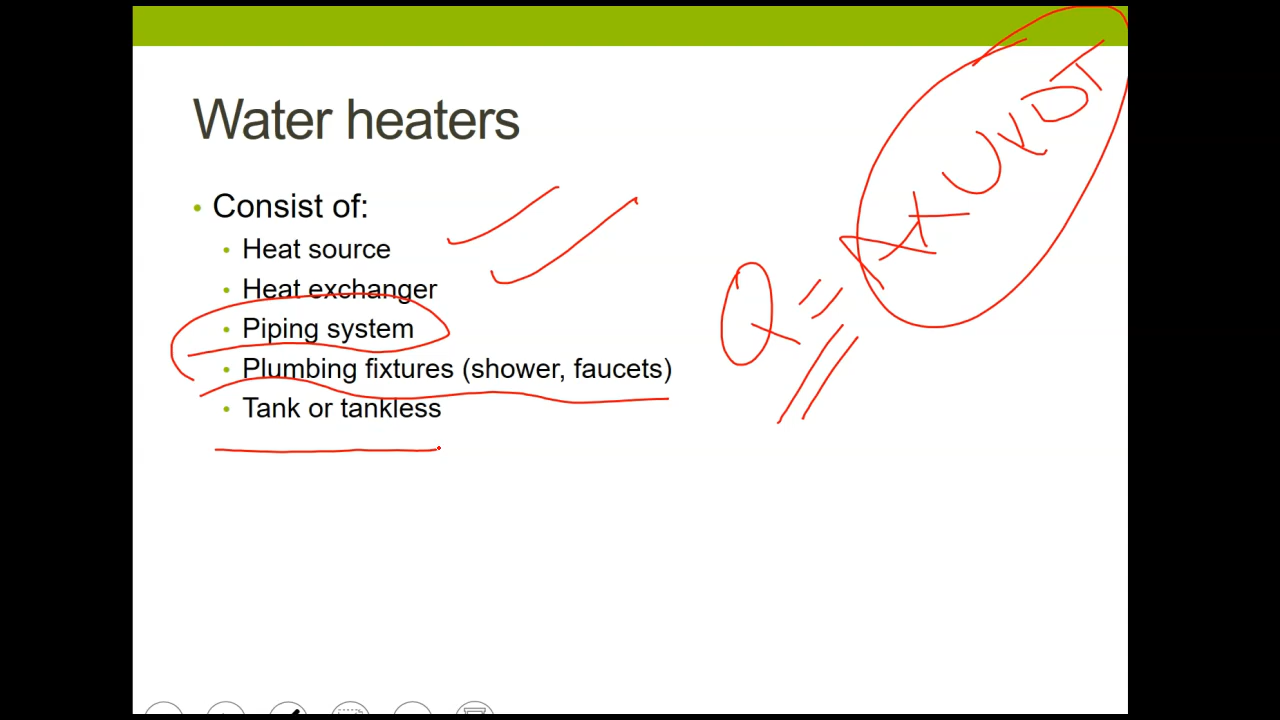 Water heaters
• Consist of:
• Heat source
• Heat exchanger
• Piping system
• Plumbing fixtures (shower, faucets)
• Tank or tankless
Q = A x U x DT